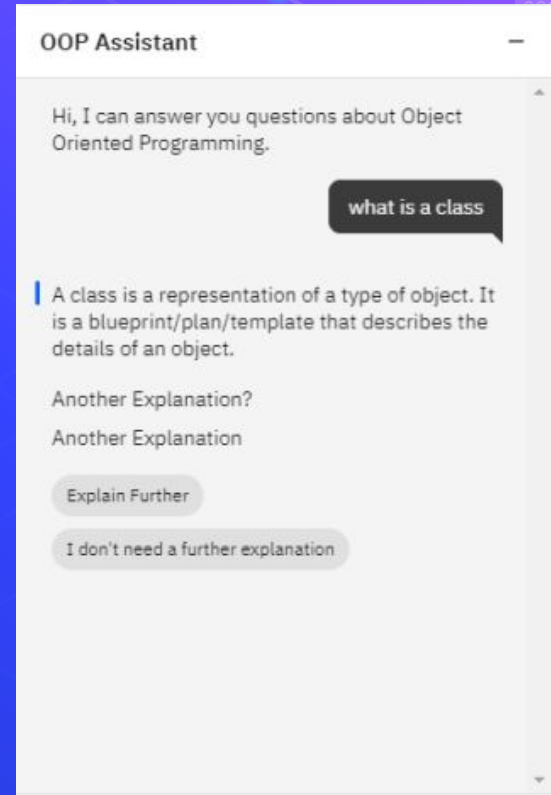 OOP Assistant
Hi, I can answer you questions about Object
Oriented Programming.
what is a class
A class is a representation of a type of object. It
is a blueprint/plan/template that describes the
details of an object.
Another Explanation?
Another Explanation
Explain Further
I don't need a further explanation